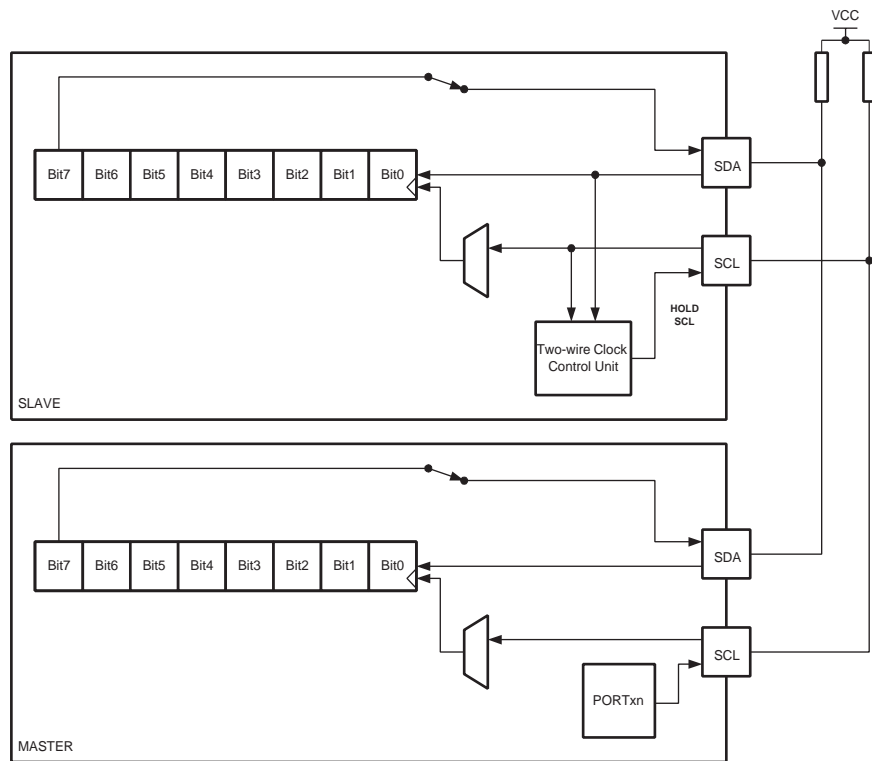 VCC
Bit7 Bit6 Bit5 Bit4 Bit3 Bit2 Bit1 Bit0
SDA
SCL
HOLD
SCL
Two-wire Clock
Control Unit
SLAVE
Bit7 Bit6 Bit5 Bit4 Bit3 Bit2 Bit1 Bit0
SDA
SCL
PORTxn
MASTER